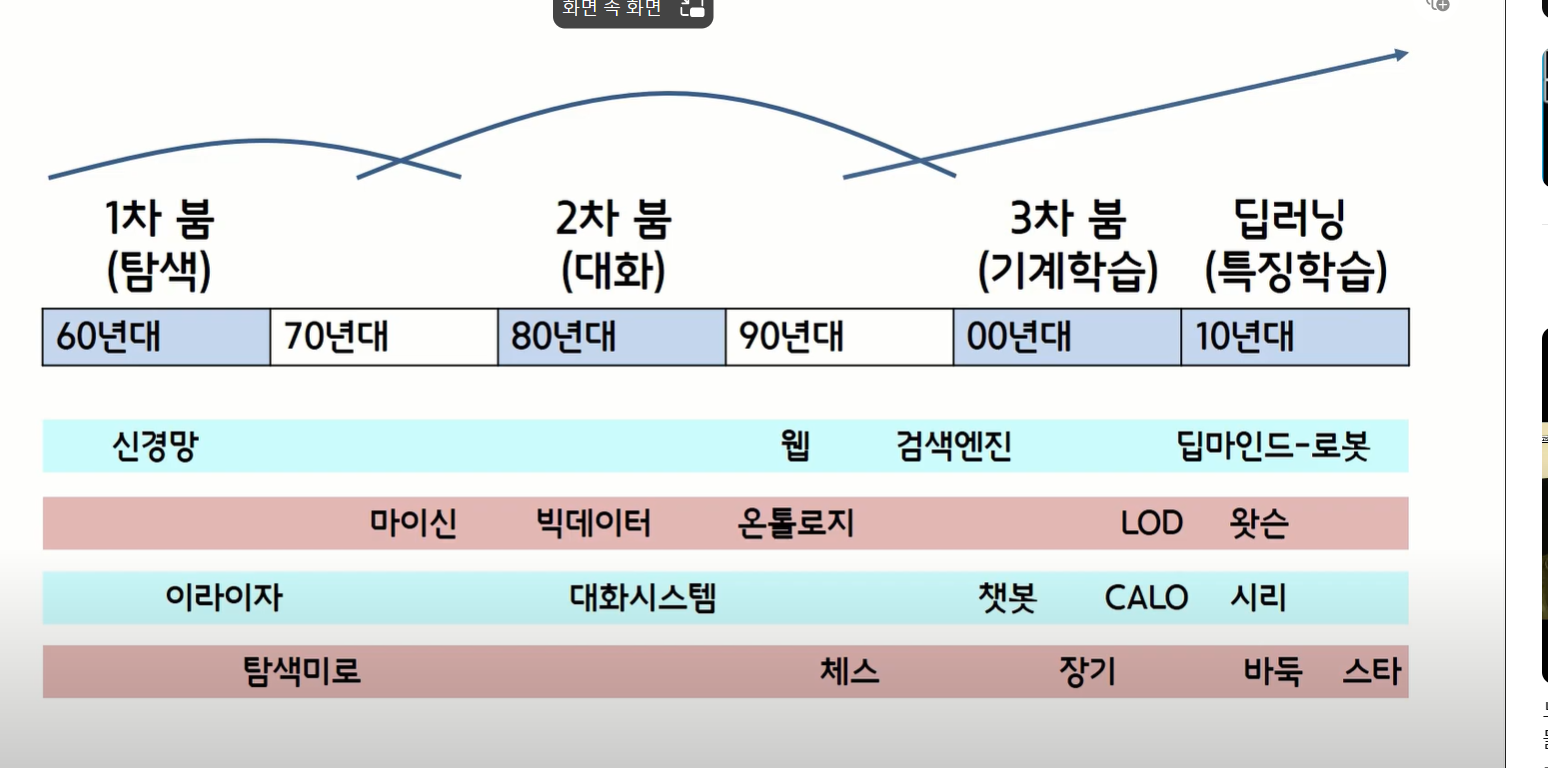 화면 속 화면
1차 붐 2차 붐 3차 붐 딥러닝
(탐색) (대화) (기계학습) (특징학습)
60년대 70년대 80년대 90년대 00년대 10년대
신경망 웹 검색엔진 딥마인드-로봇
마이신 빅데이터 온톨로지 LOD 왓슨
이라이자 대화시스템 챗봇 CALO 시리
탐색미로 체스 장기 바둑 스타